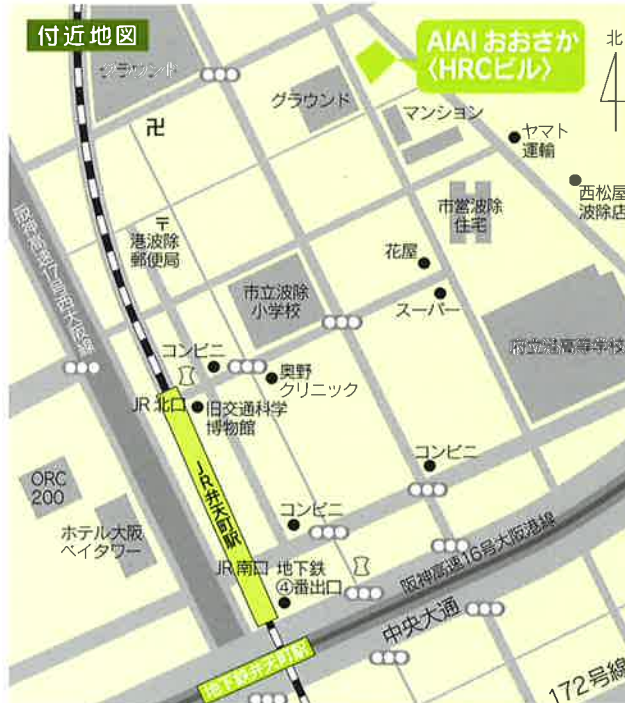 付近地図
グラウンド
AIAI おおさか
〈HRCビル〉
北
グラウンド
マンション
ヤマト
運輸
西松屋
波除店
市営波除
住宅
港波除
郵便局
花屋
市立波除
小学校
スーパー
阪神高速17号西大阪線
府立港高等学校
コンビニ
奥野
クリニック
JR 北口
旧交通科学
博物館
コンビニ
ORC
200
JR弁天町駅
コンビニ
ホテル大阪
ベイタワー
阪神高速16号大阪港線
JR 南口
地下鉄
④番出口
中央大通
地下鉄弁天町駅
172号線